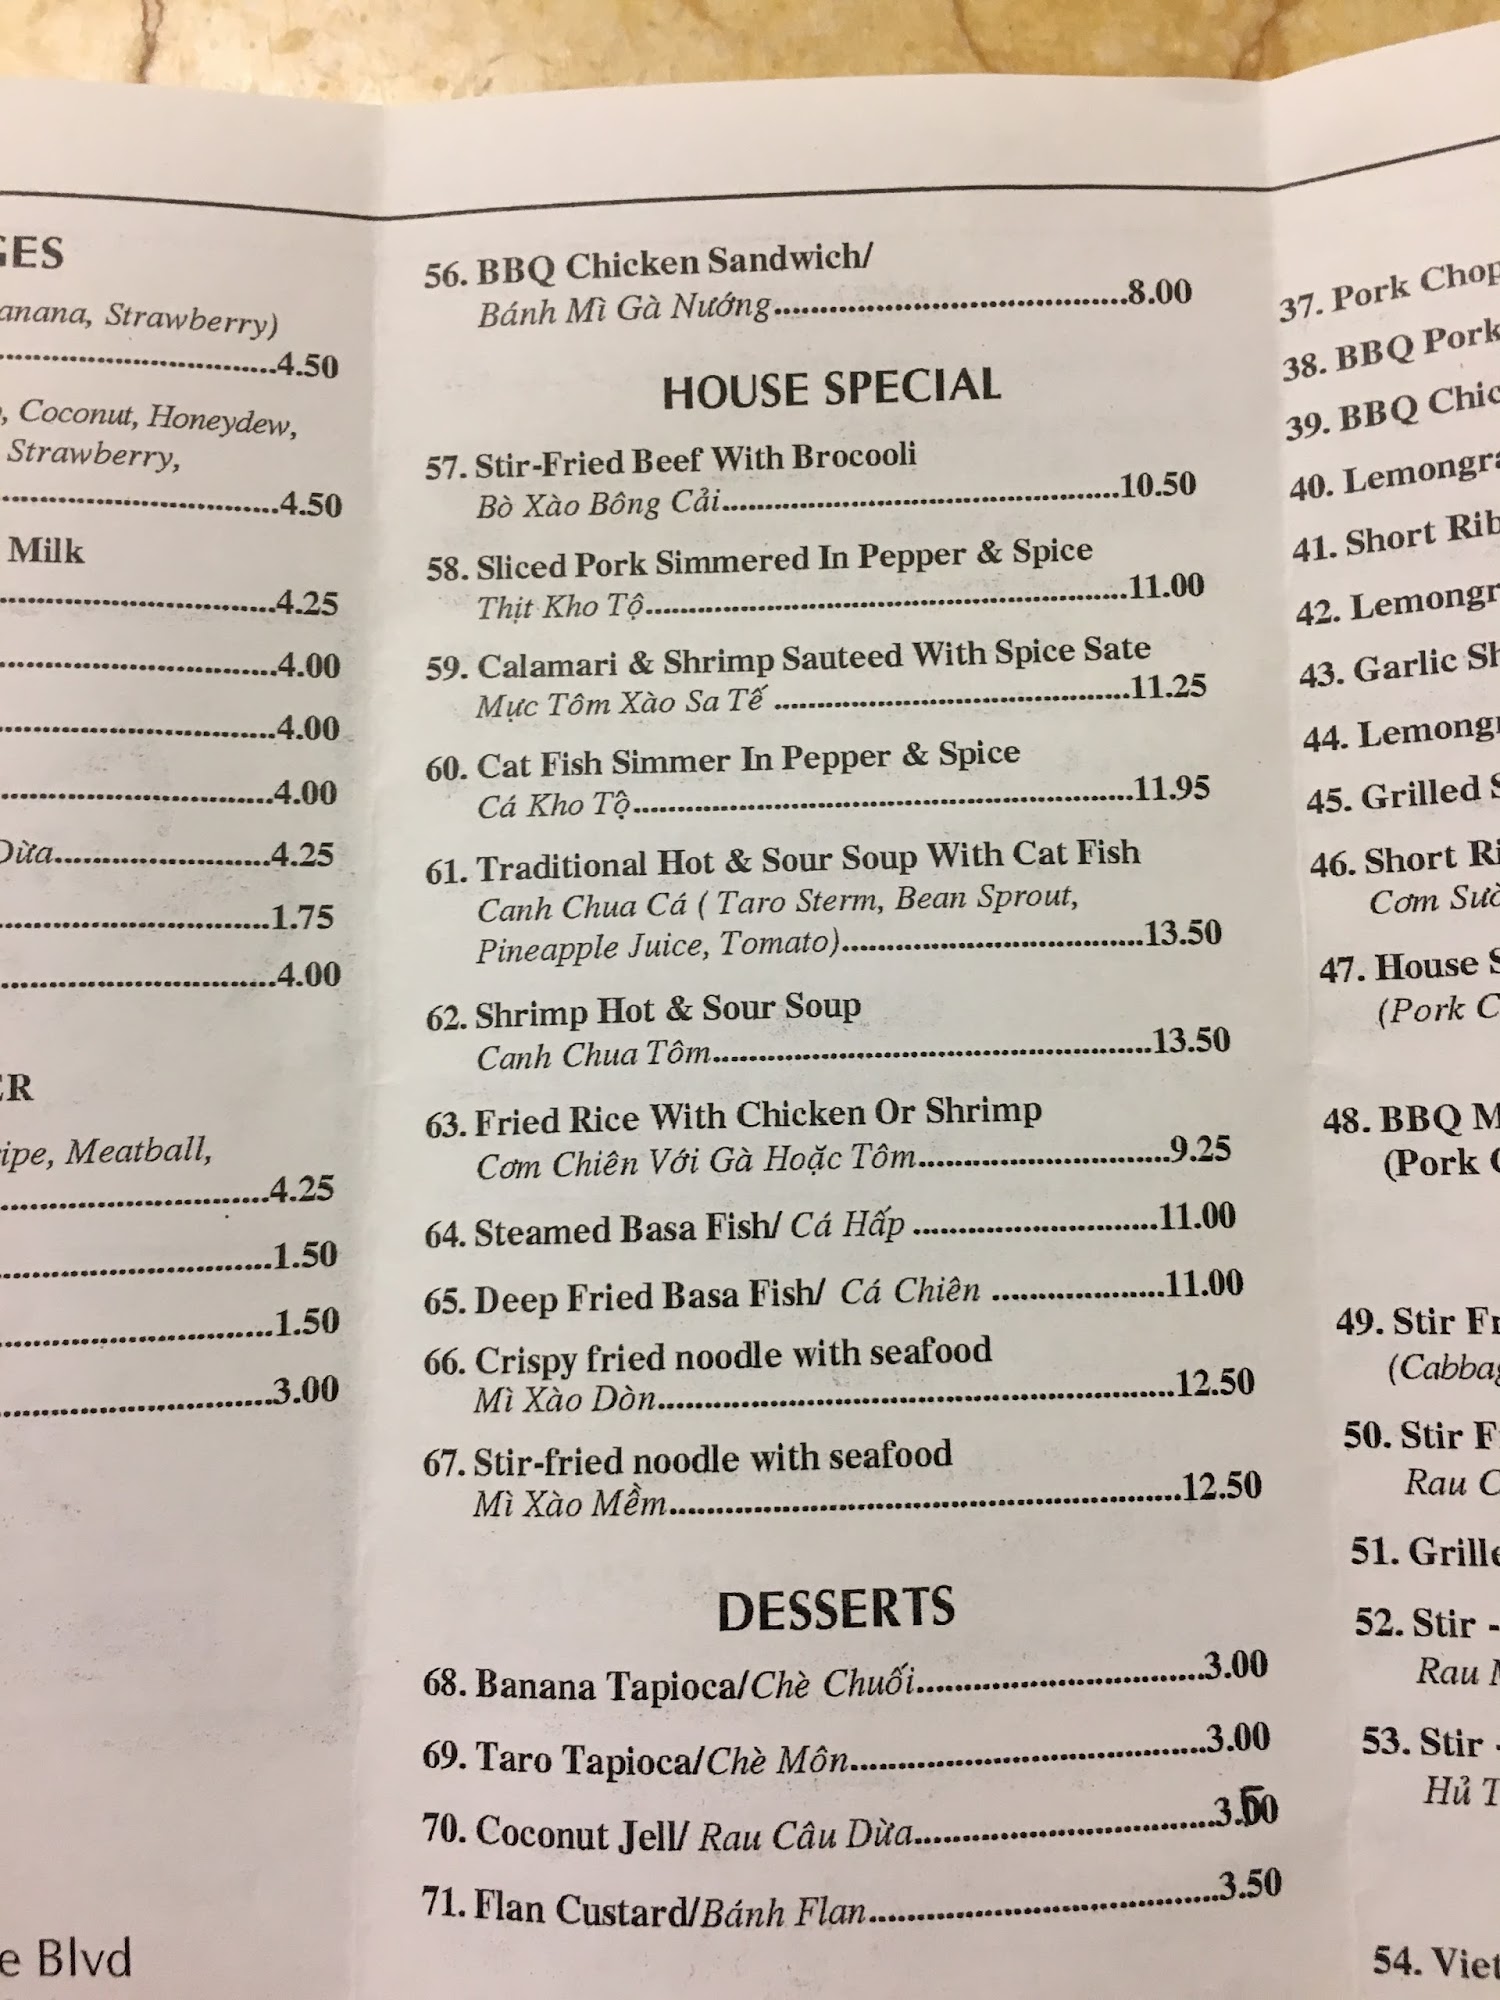 anana, Strawberry)
4.50
, Coconut, Honeydew,
Strawberry,
4.50
Milk
4.25
4.00
4.00
4.00
Dừa.....4.25
1.75
4.00
ipe, Meatball,
4.25
1.50
1.50
3.00
e Blvd
56. BBQ Chicken Sandwich/
Bánh Mì Gà Nướng.....8.00
HOUSE SPECIAL
57. Stir-Fried Beef With Brocooli
Bò Xào Bông Cải.....10.50
58. Sliced Pork Simmered In Pepper & Spice
Thịt Kho Tộ.....11.00
59. Calamari & Shrimp Sauteed With Spice Sate
Mực Tôm Xào Sa Tế .....11.25
60. Cat Fish Simmer In Pepper & Spice
Cá Kho Tộ.....11.95
61. Traditional Hot & Sour Soup With Cat Fish
Canh Chua Cá ( Taro Sterm, Bean Sprout,
Pineapple Juice, Tomato).....13.50
62. Shrimp Hot & Sour Soup
Canh Chua Tôm.....13.50
63. Fried Rice With Chicken Or Shrimp
Cơm Chiên Với Gà Hoặc Tôm.....9.25
64. Steamed Basa Fish/ Cá Hấp .....11.00
65. Deep Fried Basa Fish/ Cá Chiên .....11.00
66. Crispy fried noodle with seafood
Mì Xào Dòn.....12.50
67. Stir-fried noodle with seafood
Mì Xào Mềm.....12.50
DESSERTS
68. Banana Tapioca/Chè Chuối.....3.00
69. Taro Tapioca/Chè Môn.....3.00
70. Coconut Jell/ Rau Câu Dừa.....3.50
71. Flan Custard/Bánh Flan.....3.50
37. Pork Chop
38. BBQ Pork
39. BBQ Chic
40. Lemongra
41. Short Rib
42. Lemongr
43. Garlic Sh
44. Lemongr
45. Grilled S
46. Short Ri
Cơm Sườ
47. House S
(Pork C
48. BBQ M
(Pork C
49. Stir Fr
(Cabbag
50. Stir F
Rau C
51. Grille
52. Stir -
Rau
53. Stir -
Hủ T
54. Viet